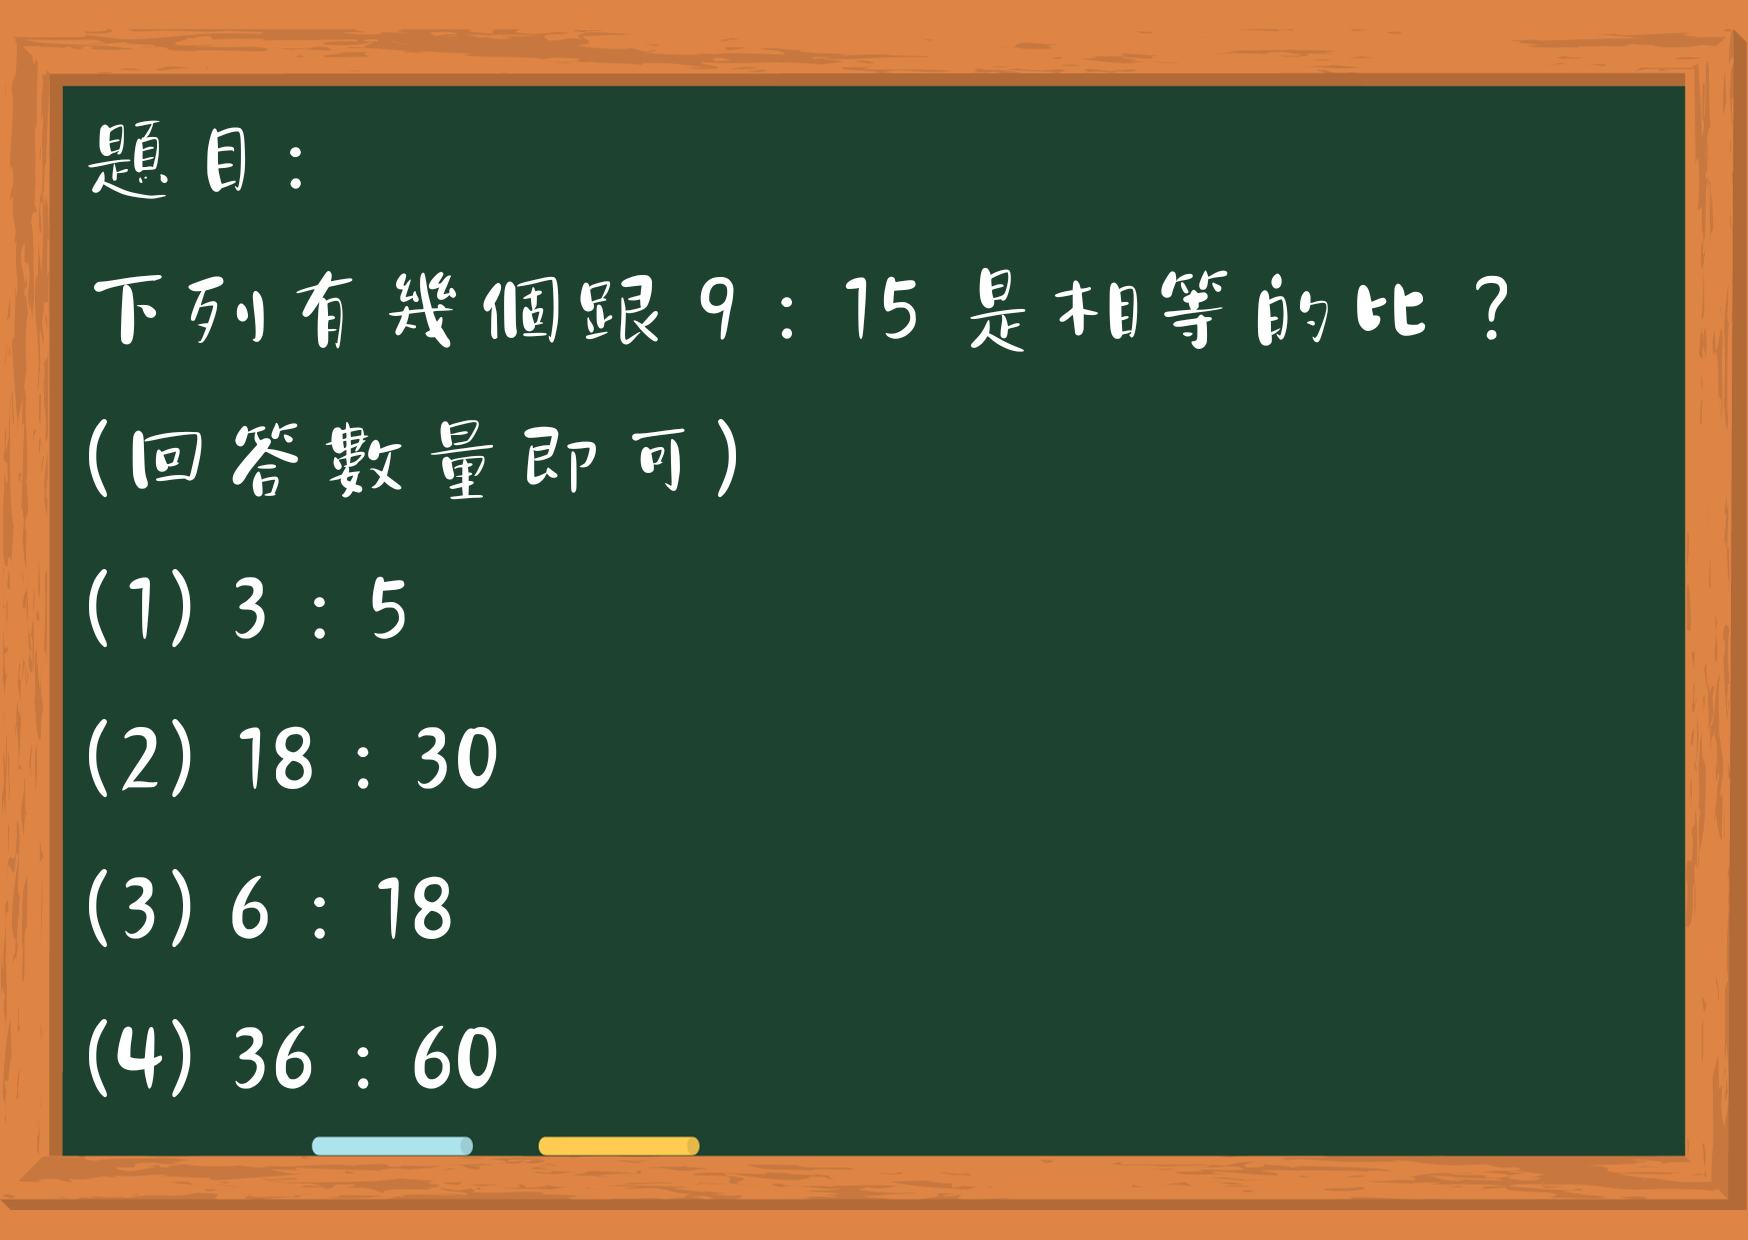 題目：
下列有幾個跟9：15 是相等的比？
(回答數量即可)
(1) 3：5
(2) 18：30
(3) 6：18
(4) 36：60